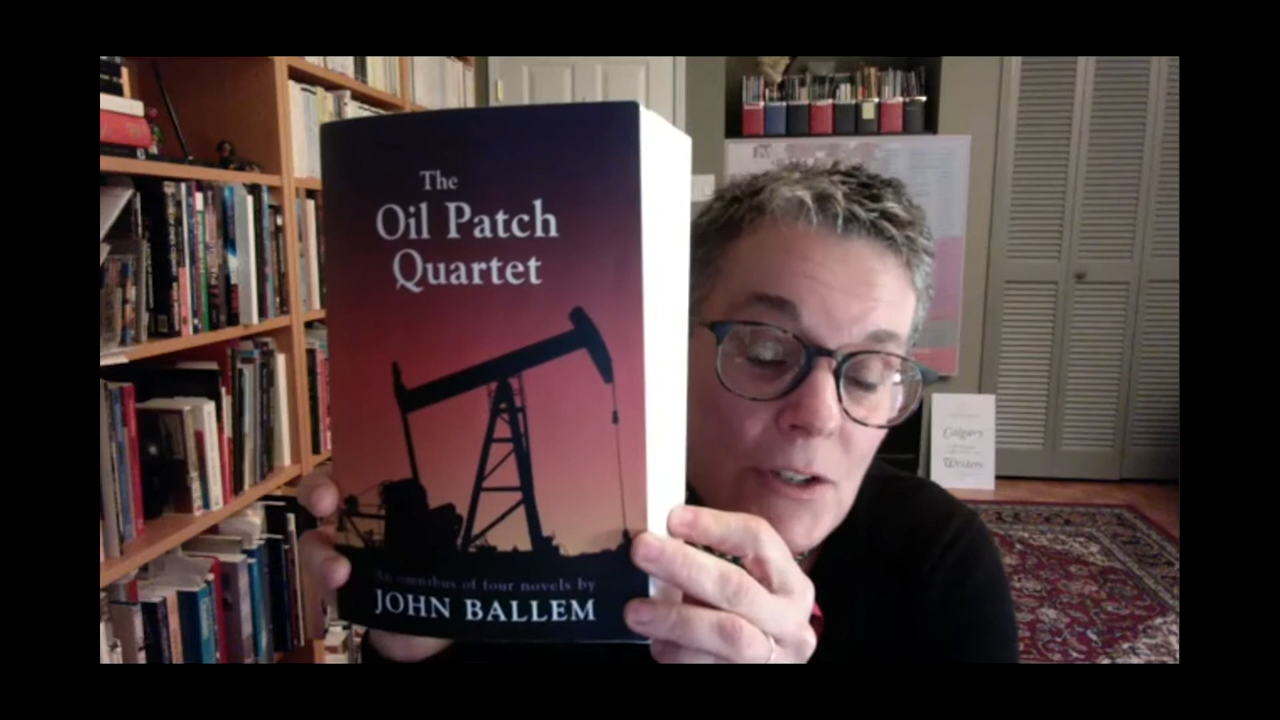 The
Oil Patch
Quartet
An omnibus of four novels by
JOHN BALLEM
Calgary
Writers